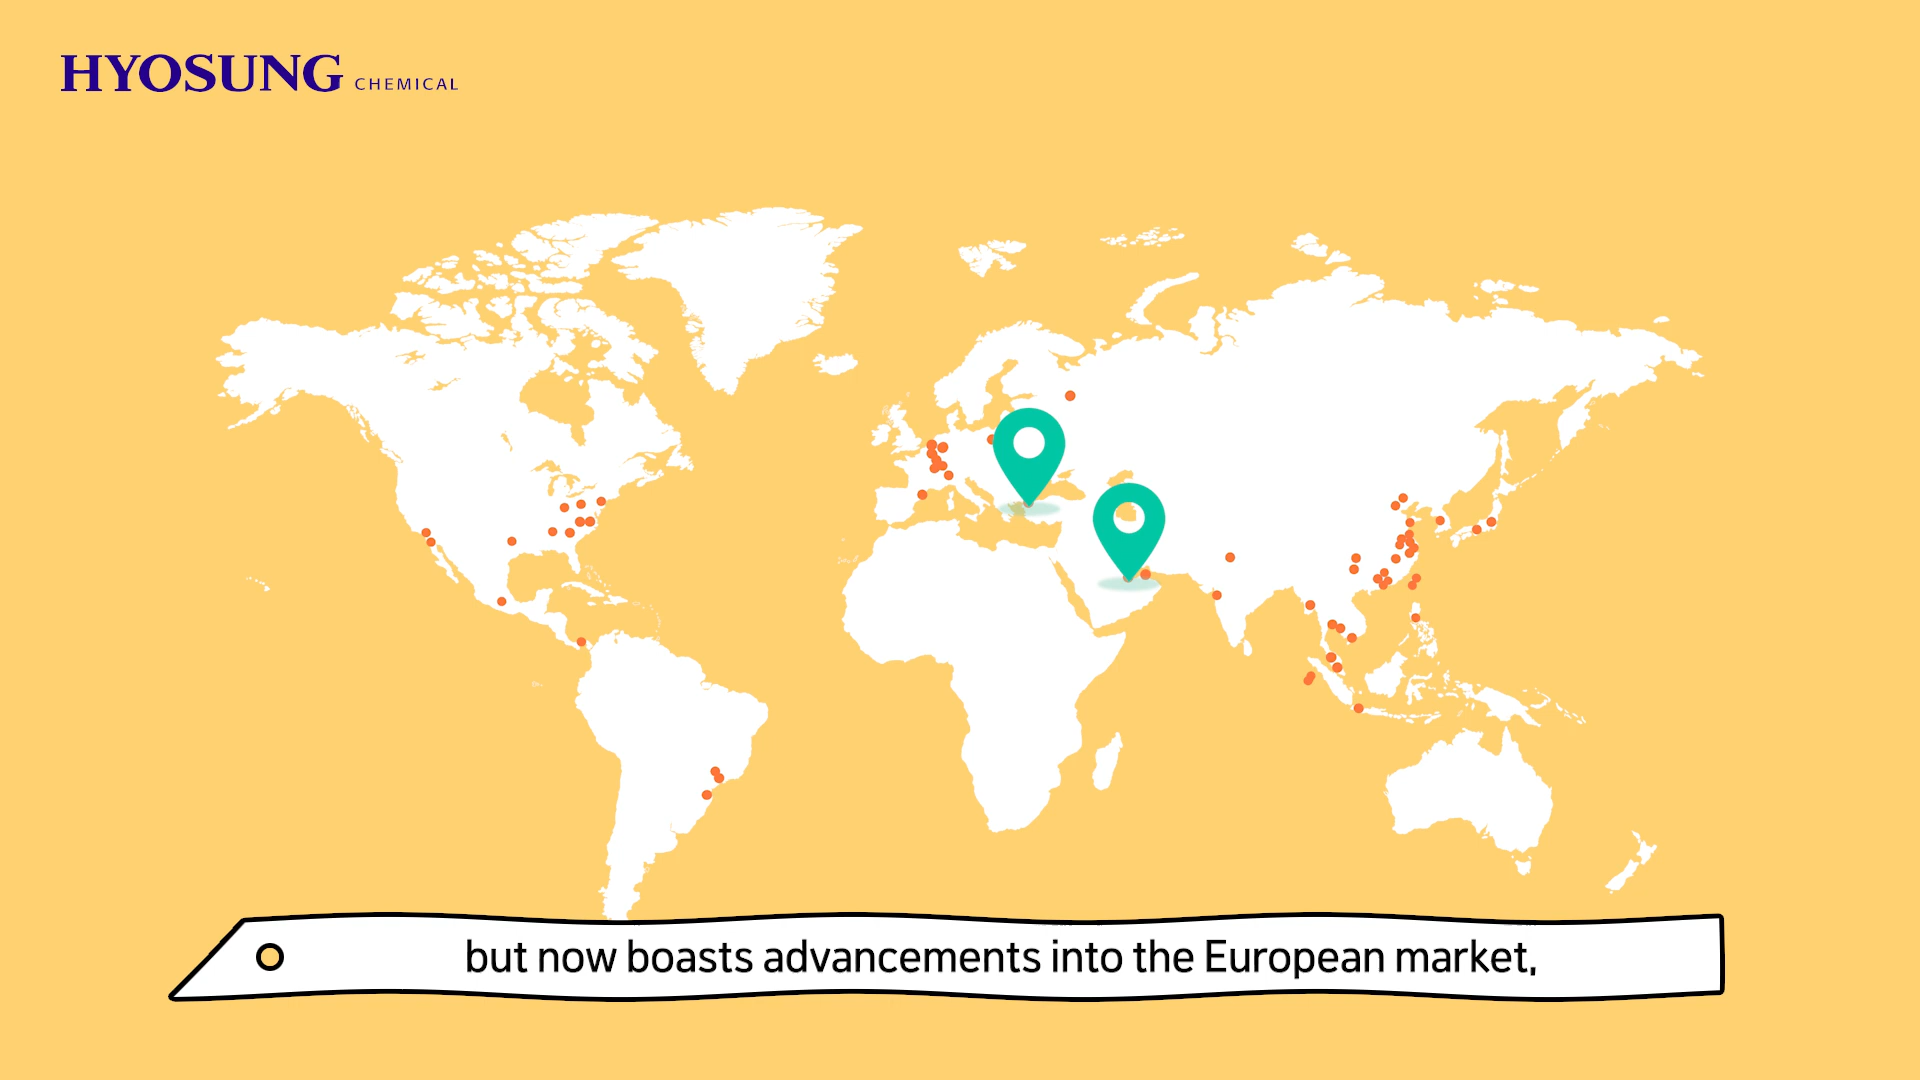 HYOSUNG CHEMICAL
but now boasts advancements into the European market,